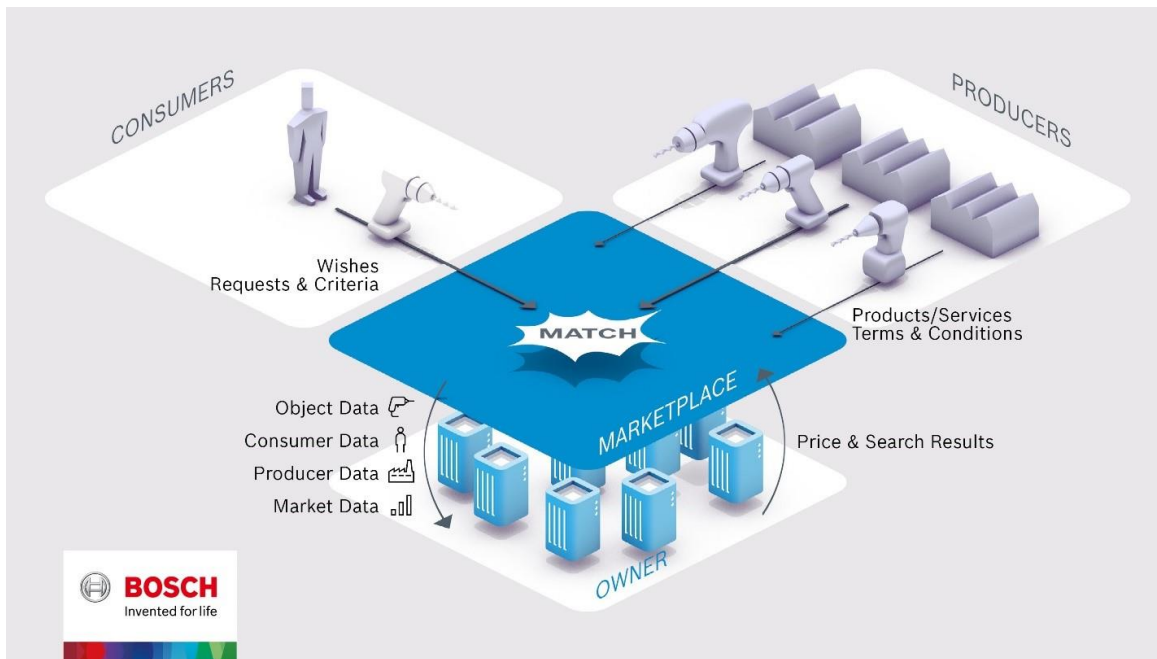 CONSUMERS
PRODUCERS
Wishes
Requests & Criteria
Products/Services
Terms & Conditions
MATCH
MARKETPLACE
Object Data
Consumer Data
Producer Data
Market Data
Price & Search Results
OWNER
BOSCH
Invented for life